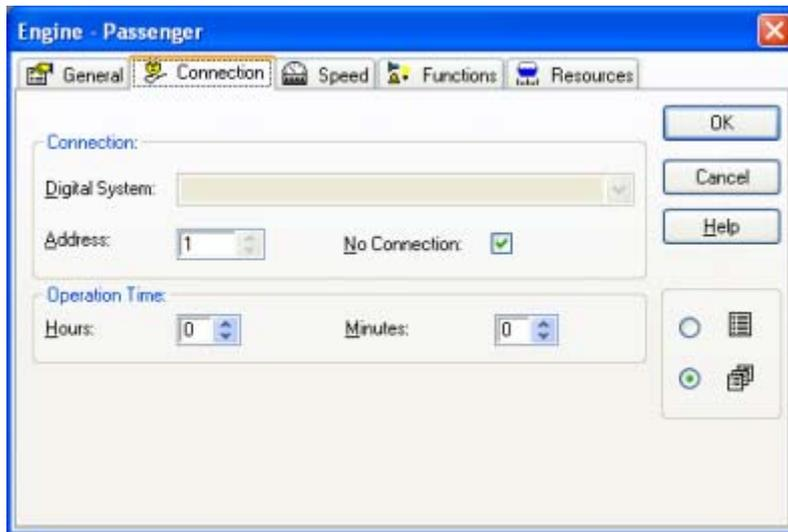 Engine - Passenger
General Connection Speed Functions Resources
OK
Connection:
Digital System:
Cancel
Address: 1 No Connection:
Help
Operation Time:
Hours: 0 Minutes: 0